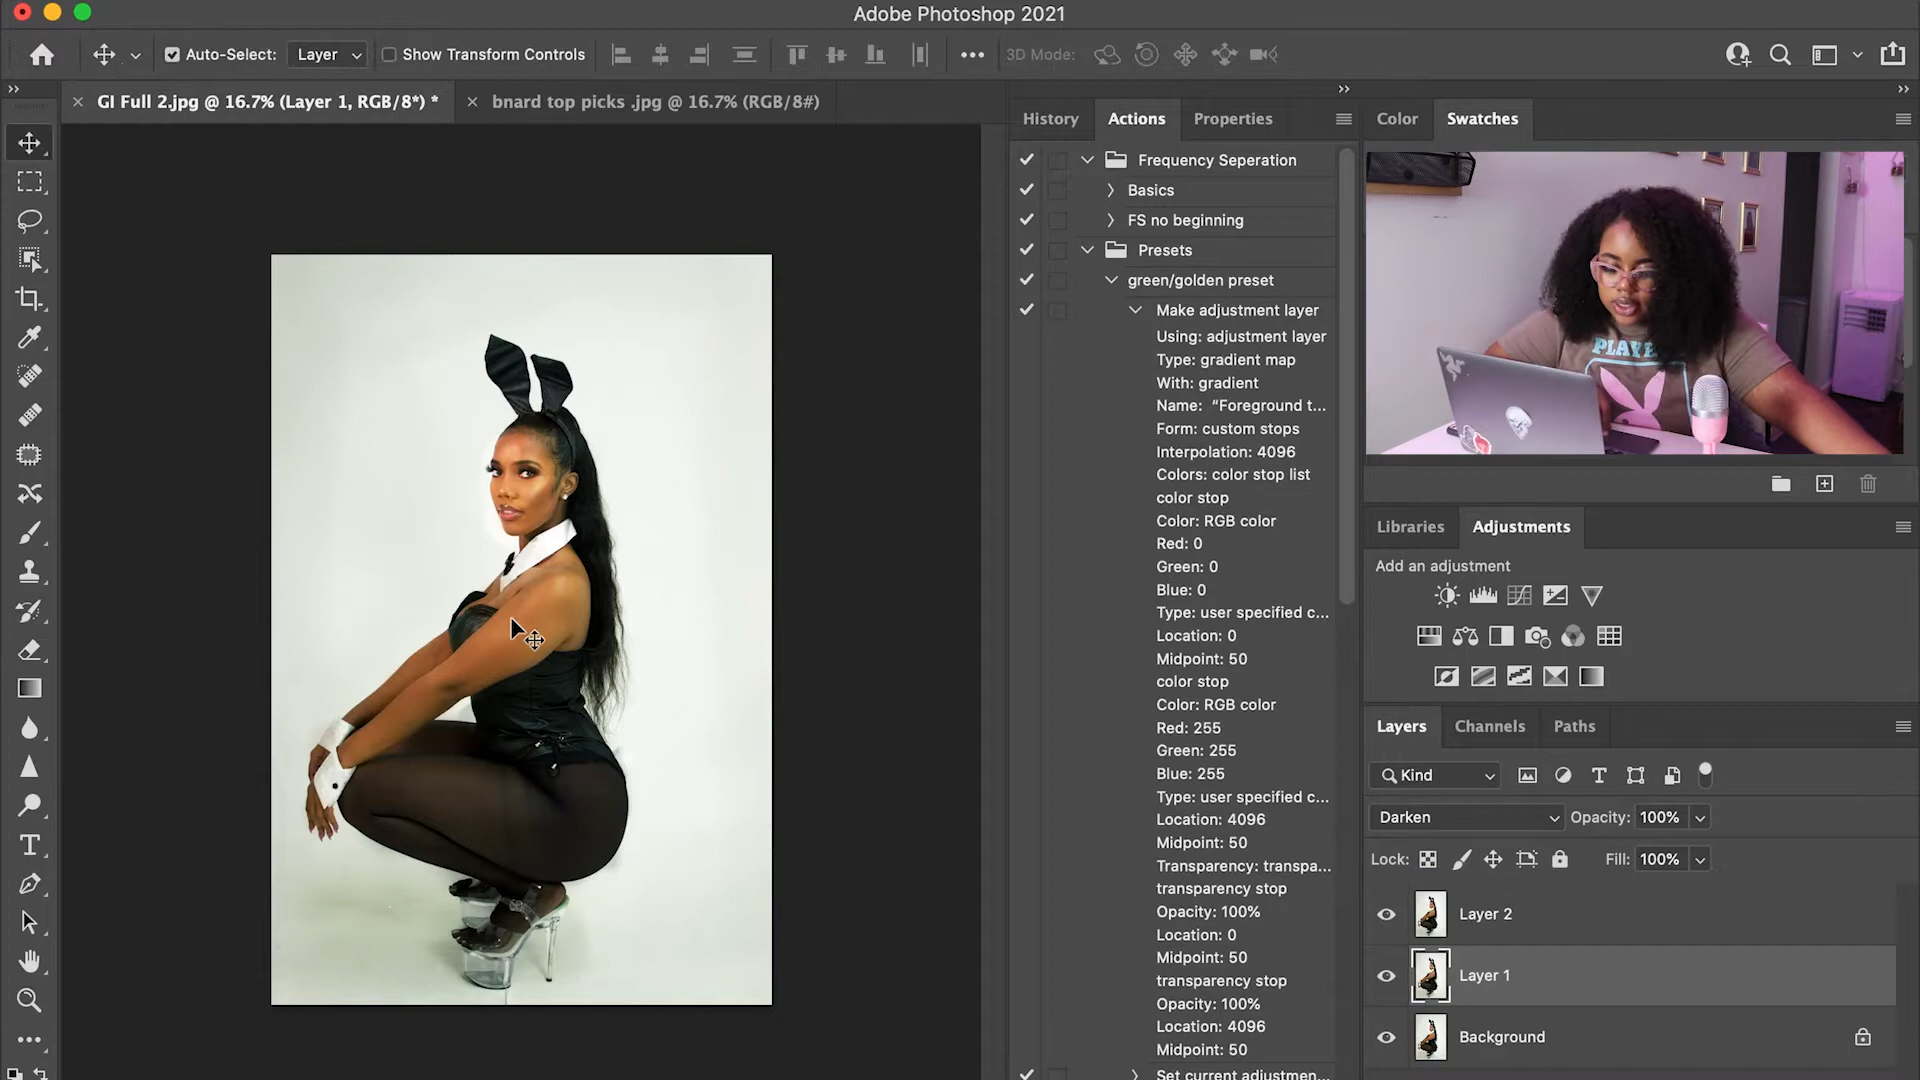 Adobe Photoshop 2021
Auto-Select: Layer Show Transform Controls 3D Mode:
GI Full 2.jpg @ 16.7% (Layer 1, RGB/8*) * bnard top picks .jpg @ 16.7% (RGB/8#)
History Actions Properties
Frequency Seperation
Basics
FS no beginning
Presets
green/golden preset
Make adjustment layer
Using: adjustment layer
Type: gradient map
With: gradient
Name: “Foreground t...
Form: custom stops
Interpolation: 4096
Colors: color stop list
color stop
Color: RGB color
Red: 0
Green: 0
Blue: 0
Type: user specified c...
Location: 0
Midpoint: 50
color stop
Color: RGB color
Red: 255
Green: 255
Blue: 255
Type: user specified c...
Location: 4096
Midpoint: 50
Transparency: transpa...
transparency stop
Opacity: 100%
Location: 0
Midpoint: 50
transparency stop
Opacity: 100%
Location: 4096
Midpoint: 50
Set current adjustmen...
Color Swatches
Libraries Adjustments
Add an adjustment
Layers Channels Paths
Kind
Darken Opacity: 100%
Lock: Fill: 100%
Layer 2
Layer 1
Background